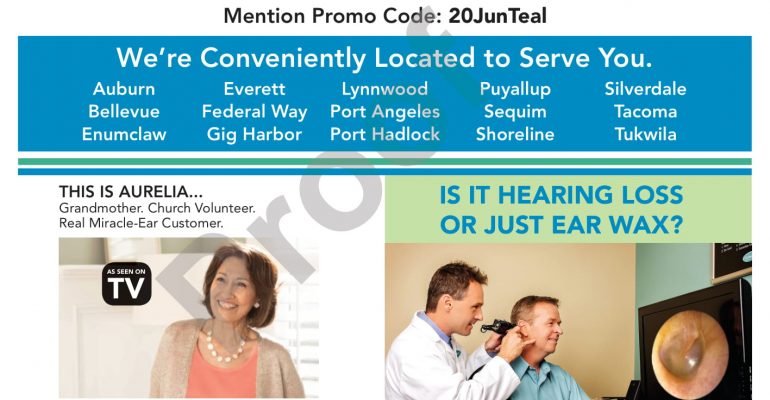 Mention Promo Code: 20JunTeal
We’re Conveniently Located to Serve You.
Auburn Everett Lynnwood Puyallup Silverdale
Bellevue Federal Way Port Angeles Sequim Tacoma
Enumclaw Gig Harbor Port Hadlock Shoreline Tukwila
THIS IS AURELIA...
Grandmother. Church Volunteer.
Real Miracle-Ear Customer.
AS SEEN ON
TV
IS IT HEARING LOSS
OR JUST EAR WAX?
Proof